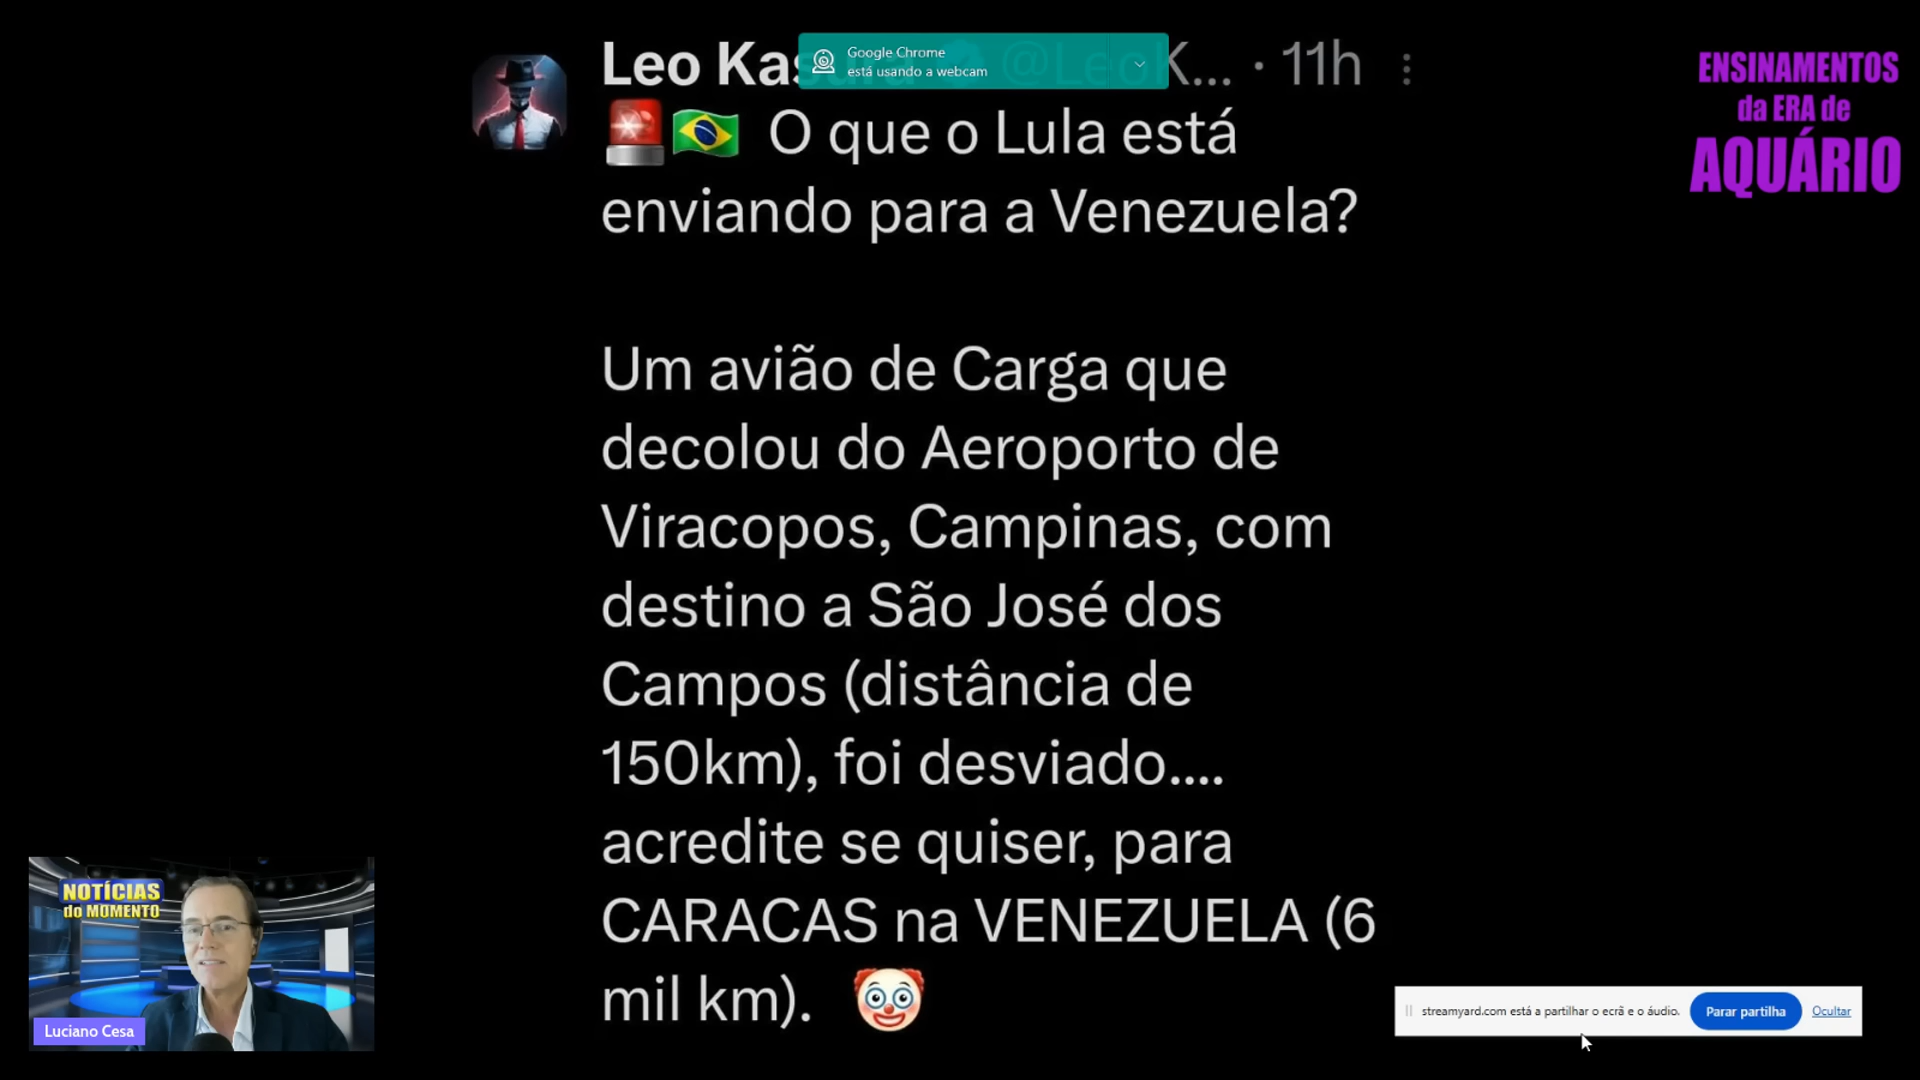 Leo Kas
@LeoK... · 11h
Google Chrome
está usando a webcam
O que o Lula está
enviando para a Venezuela?
Um avião de Carga que
decolou do Aeroporto de
Viracopos, Campinas, com
destino a São José dos
Campos (distância de
150km), foi desviado....
acredite se quiser, para
CARACAS na VENEZUELA (6
mil km).
ENSINAMENTOS
da ERA de
AQUÁRIO
NOTÍCIAS
do MOMENTO
Luciano Cesa
streamyard.com está a partilhar o ecrã e o áudio.
Parar partilha
Ocultar